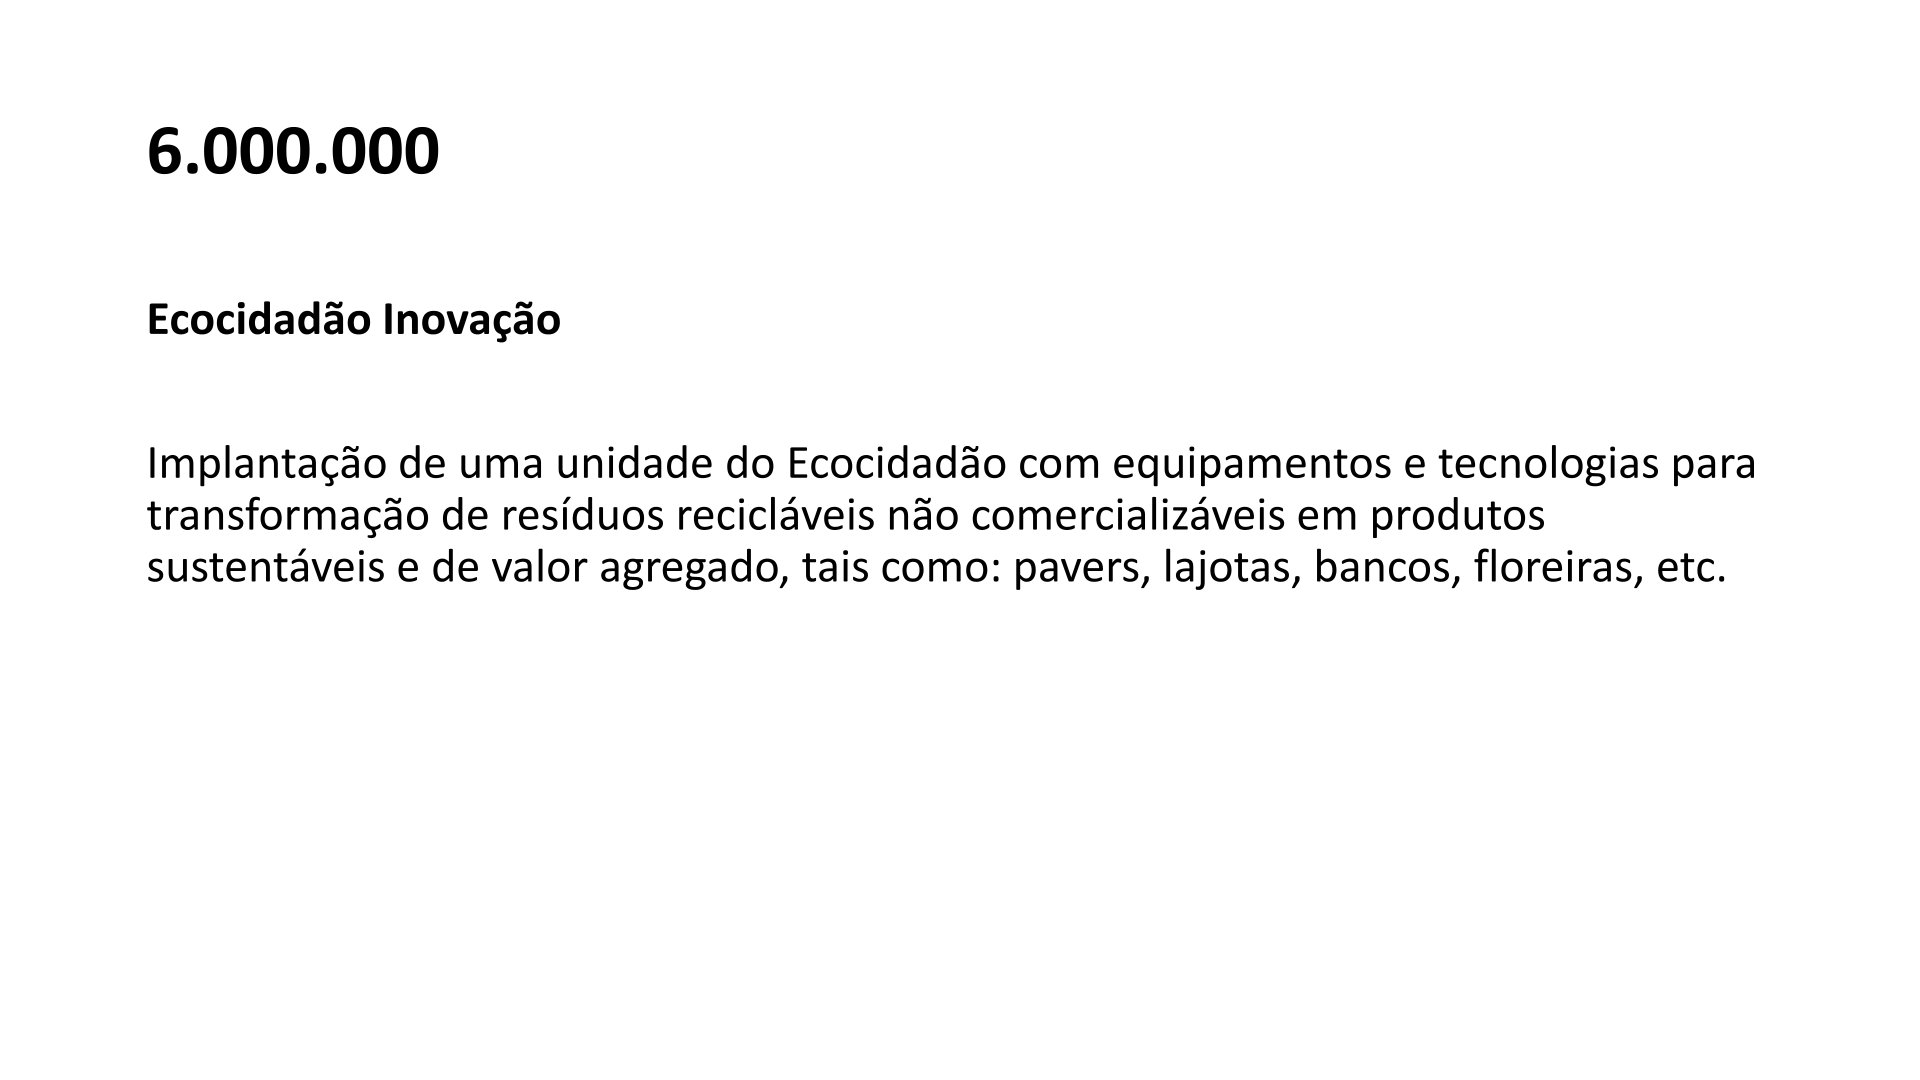 6.000.000
Ecocidadão Inovação
Implantação de uma unidade do Ecocidadão com equipamentos e tecnologias para
transformação de resíduos recicláveis não comercializáveis em produtos
sustentáveis e de valor agregado, tais como: pavers, lajotas, bancos, floreiras, etc.